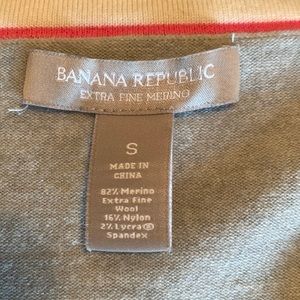 BANANA REPUBLIC
EXTRA FINE MERINO
S
MADE IN
CHINA
82% Merino
Extra Fine
Wool
16% Nylon
2% Lycra®
Spandex